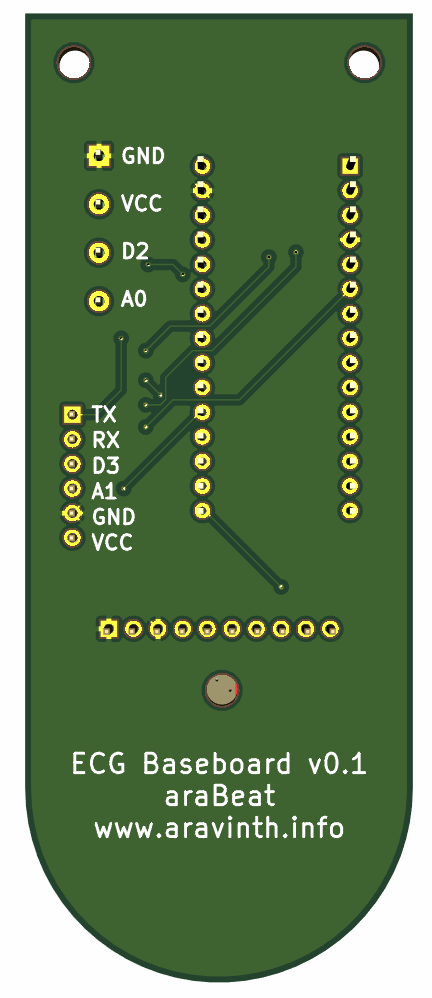 GND
VCC
D2
A0
TX
RX
D3
A1
GND
VCC
ECG Baseboard v0.1
araBeat
www.aravinth.info